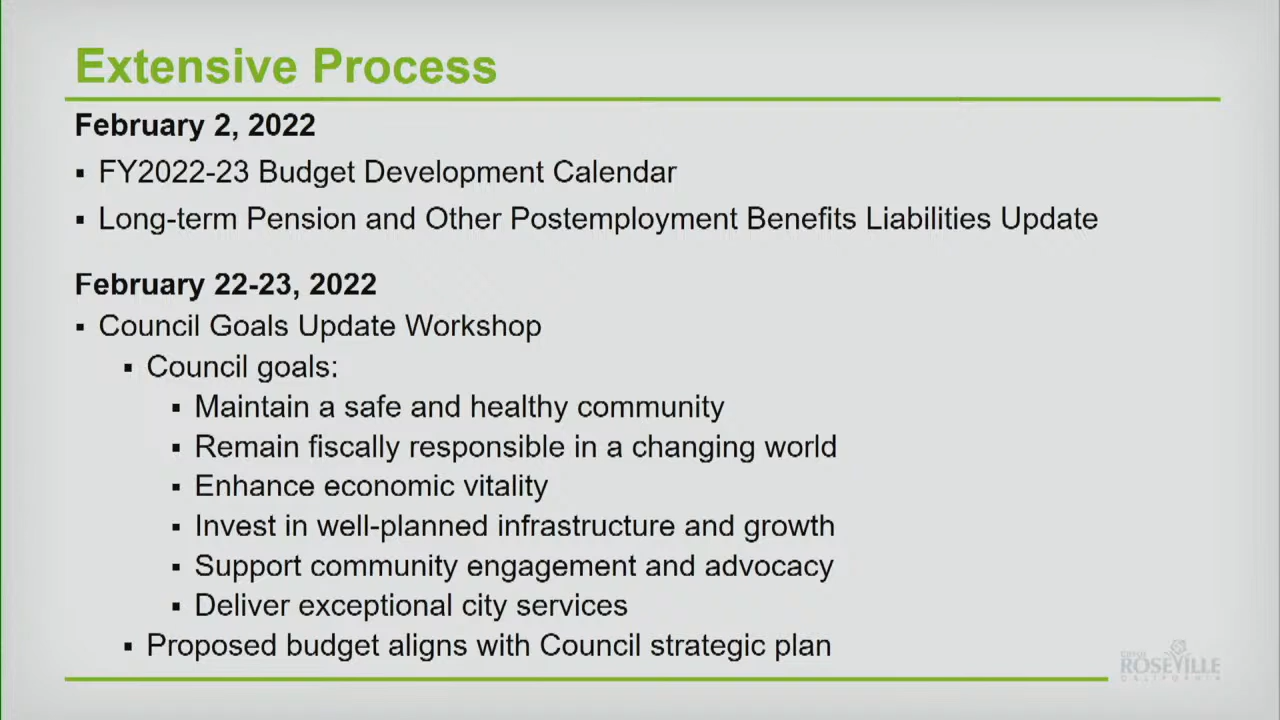 Extensive Process
February 2, 2022
▪ FY2022-23 Budget Development Calendar
▪ Long-term Pension and Other Postemployment Benefits Liabilities Update
February 22-23, 2022
▪ Council Goals Update Workshop
▪ Council goals:
▪ Maintain a safe and healthy community
▪ Remain fiscally responsible in a changing world
▪ Enhance economic vitality
▪ Invest in well-planned infrastructure and growth
▪ Support community engagement and advocacy
▪ Deliver exceptional city services
▪ Proposed budget aligns with Council strategic plan
ROSEVILLE
CALIFORNIA